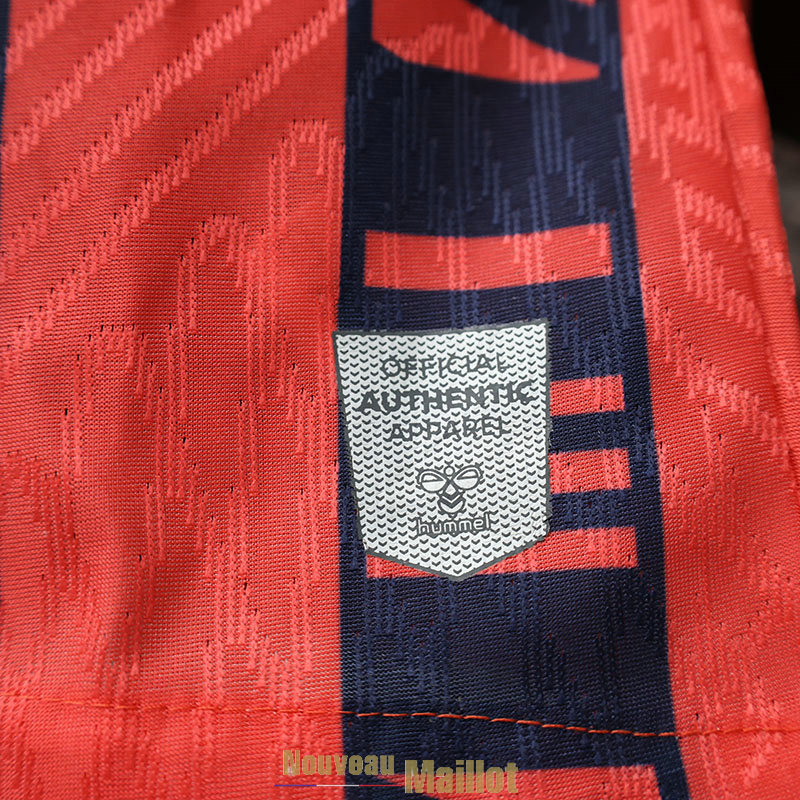 OFFICIAL
AUTHENTIC
APPAREL
hummel
Nouveau Maillot